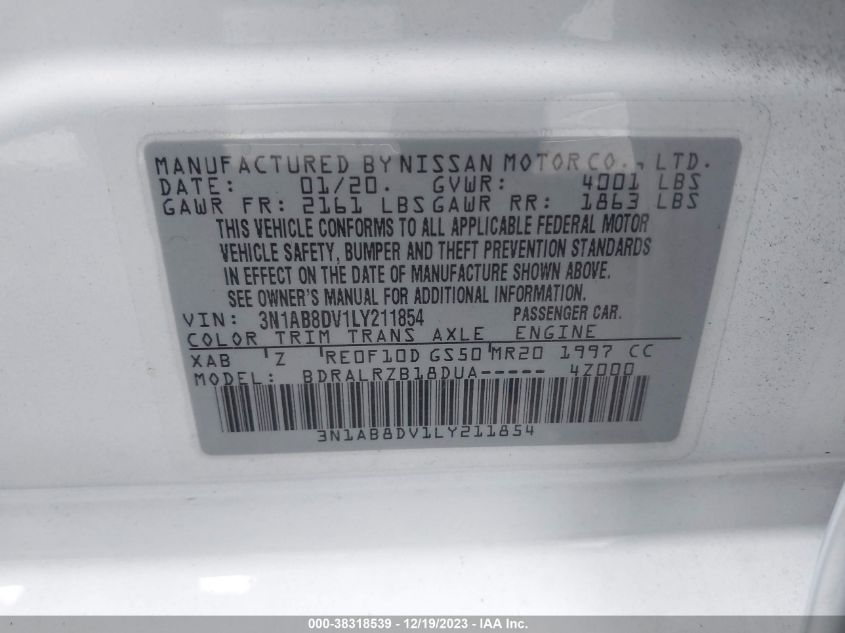 MANUFACTURED BY NISSAN MOTOR CO., LTD.
DATE: 01/20. GVWR: 4001 LBS
GAWR FR: 2161 LBS GAWR RR: 1863 LBS
THIS VEHICLE CONFORMS TO ALL APPLICABLE FEDERAL MOTOR
VEHICLE SAFETY, BUMPER AND THEFT PREVENTION STANDARDS
IN EFFECT ON THE DATE OF MANUFACTURE SHOWN ABOVE.
SEE OWNER'S MANUAL FOR ADDITIONAL INFORMATION.
VIN: 3N1AB8DV1LY211854 PASSENGER CAR.
COLOR TRIM TRANS AXLE ENGINE
XAB Z RE0F10D GS50 MR20 1997 CC
MODEL: BDRALRZB18DUA----- 4Z000
3N1AB8DV1LY211854
000-38318539 - 12/19/2023 - IAA Inc.